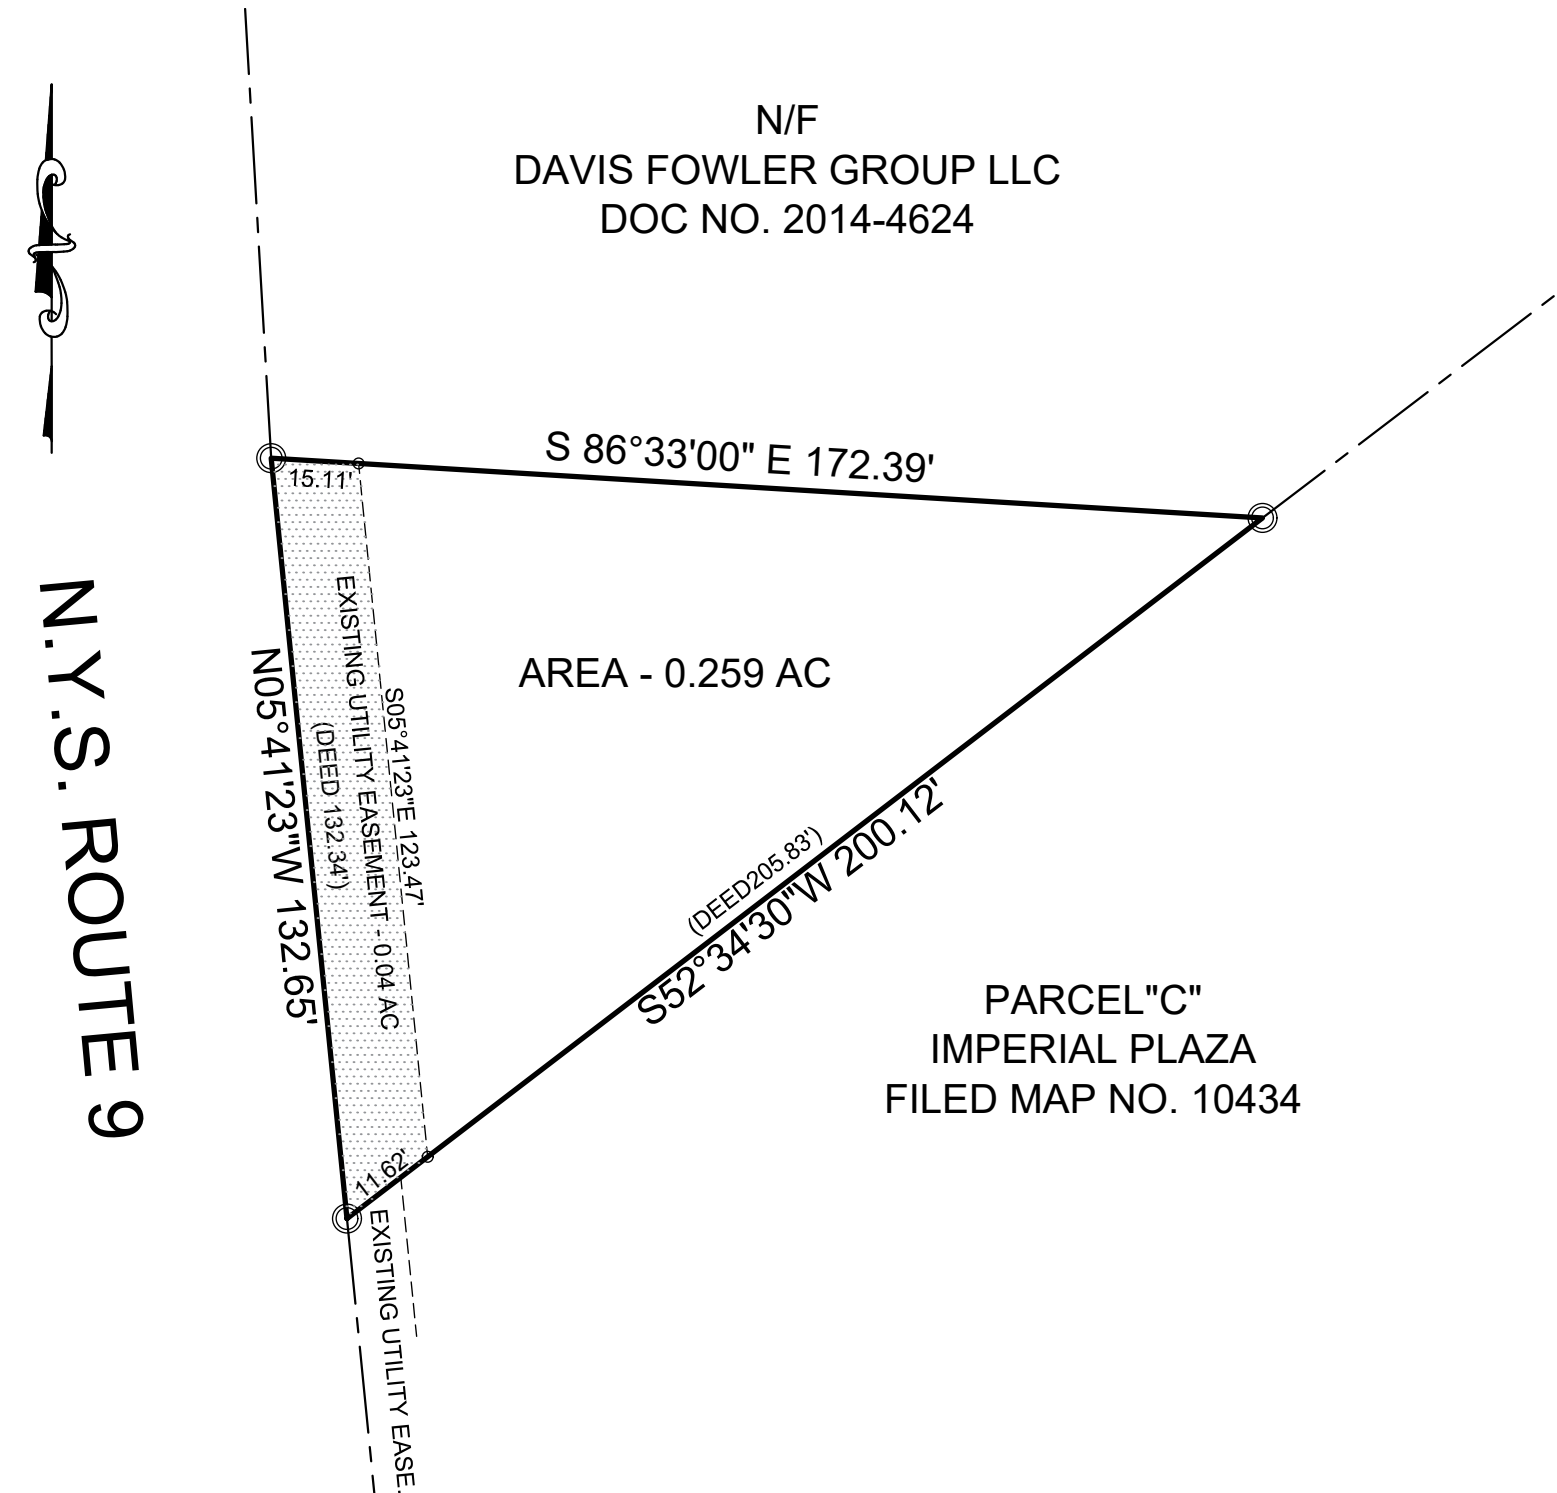 N/F
DAVIS FOWLER GROUP LLC
DOC NO. 2014-4624
S 86°33'00" E 172.39'
15.11'
N.Y.S. ROUTE 9
N05°41'23"W 132.65'
(DEED 132.34')
EXISTING UTILITY EASEMENT - 0.04 AC
S05°41'23"E 123.47'
AREA - 0.259 AC
(DEED205.83')
S52°34'30"W 200.12'
PARCEL"C"
IMPERIAL PLAZA
FILED MAP NO. 10434
11.62'
EXISTING UTILITY EASE.